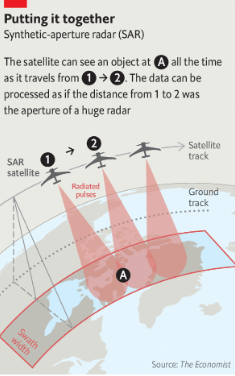 Putting it together
Synthetic-aperture radar (SAR)
The satellite can see an object at A all the time
as it travels from 1 → 2. The data can be
processed as if the distance from 1 to 2 was
the aperture of a huge radar
1 → 2
Satellite
track
SAR
satellite
Radiated
pulses
Ground
track
A
Swath
width
Source: The Economist